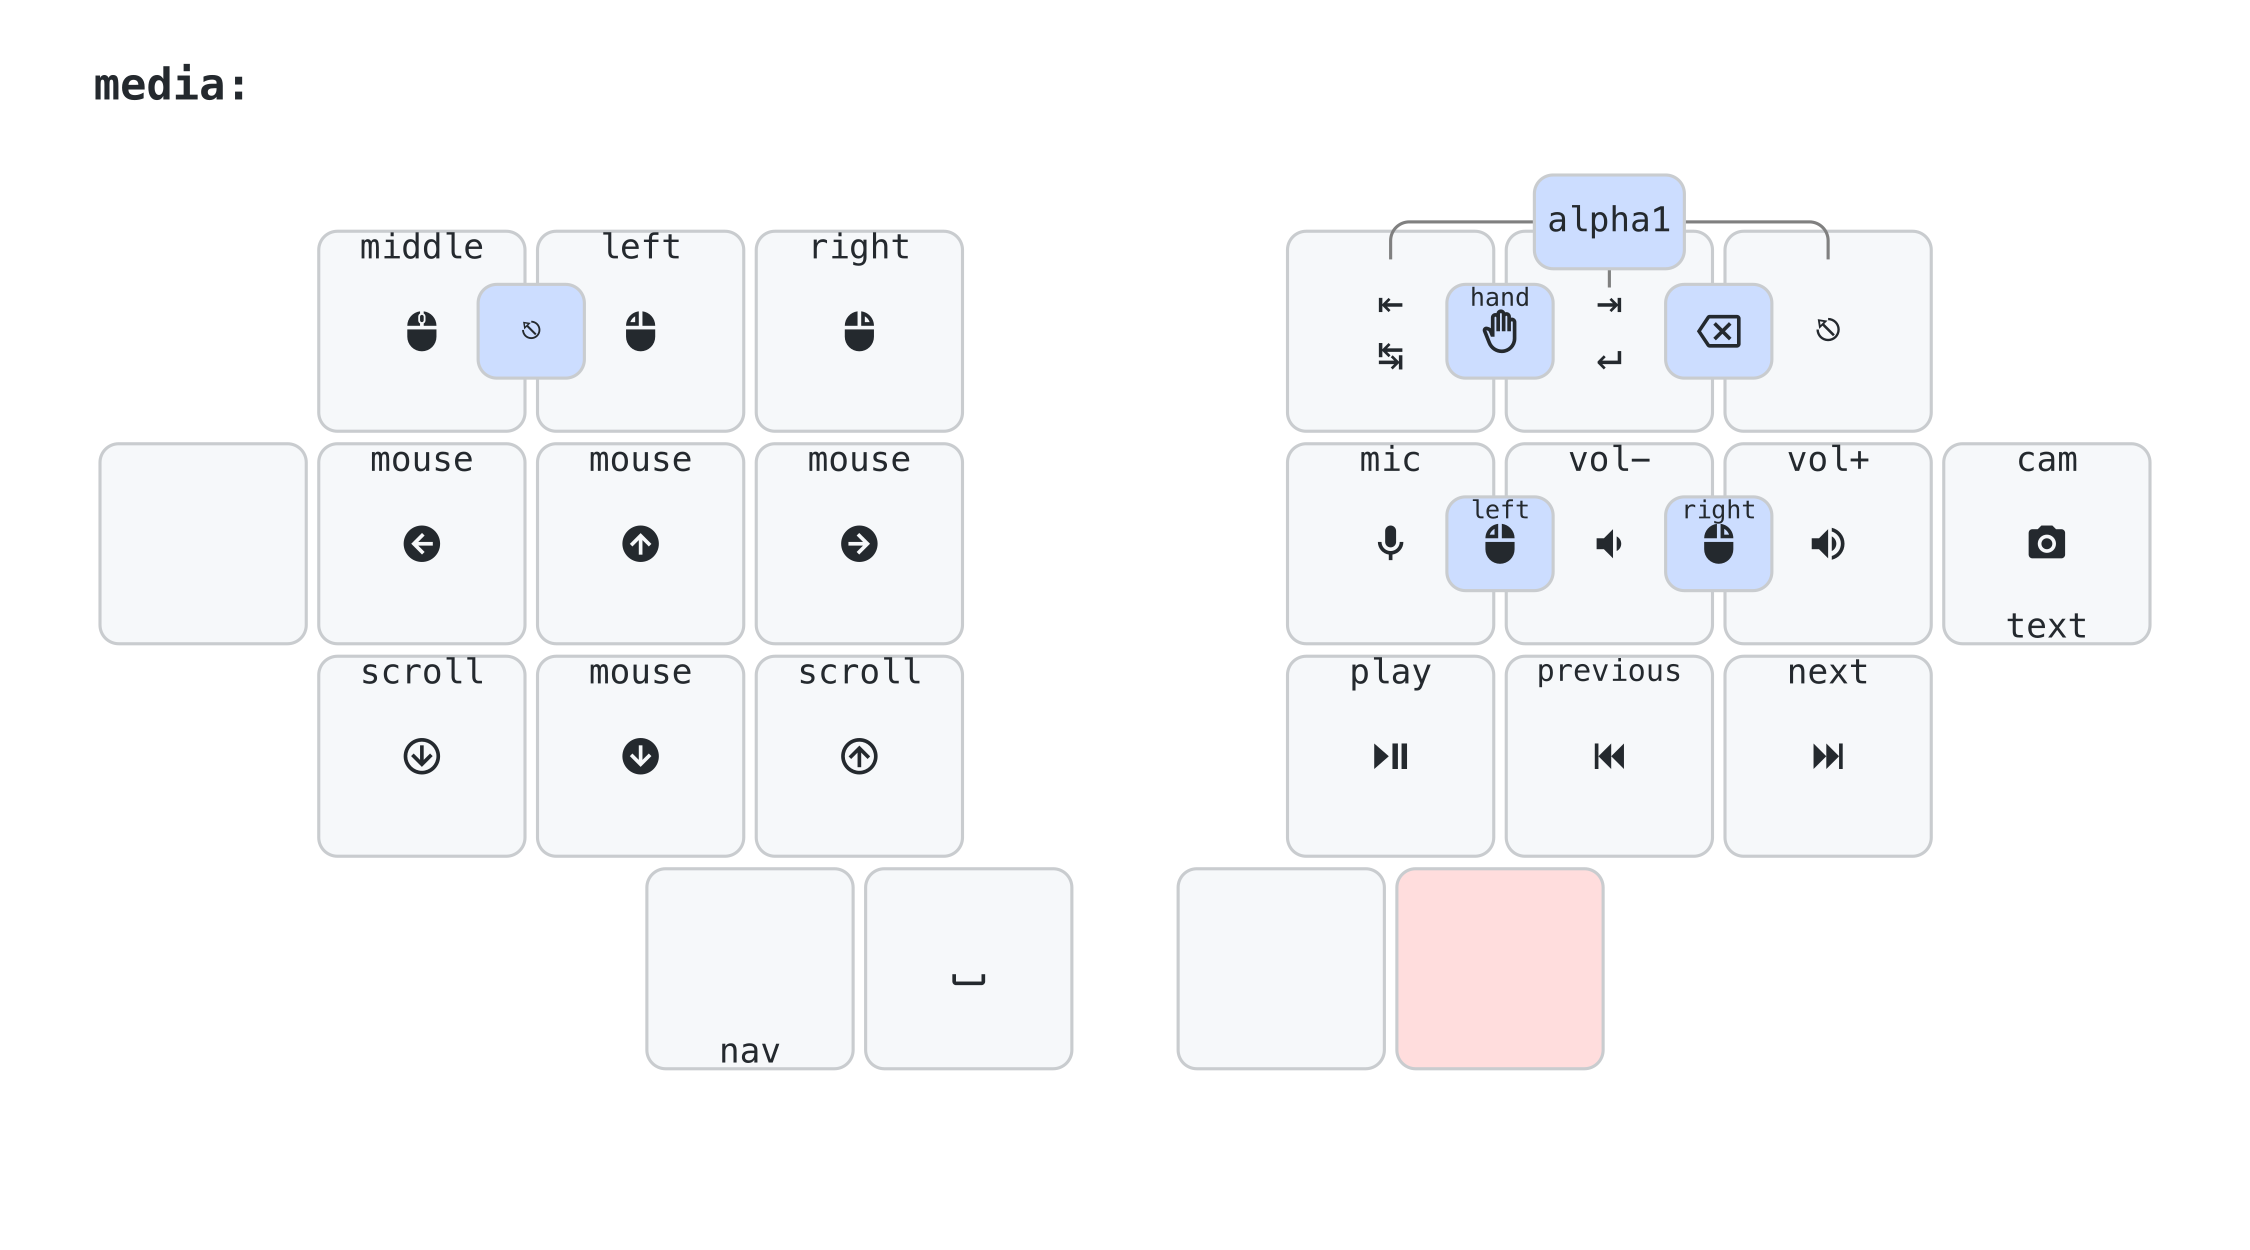 media:
alpha1
middle left right
hand
mouse mouse mouse
mic vol− vol+ cam
left right
text
scroll mouse scroll
play previous next
nav